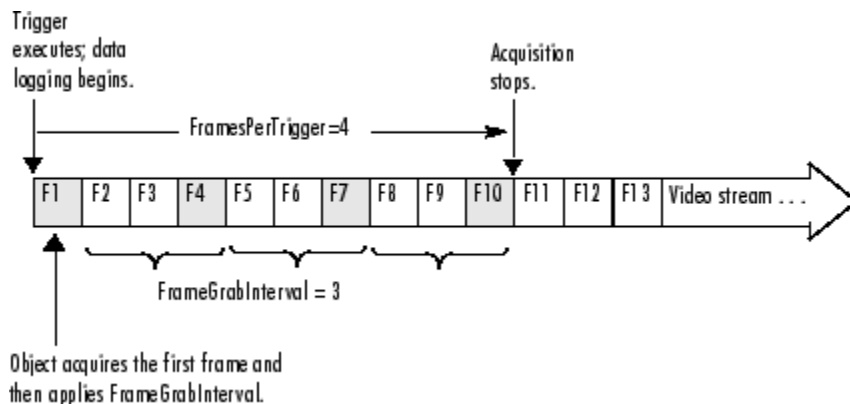 Trigger
executes; data
logging begins.
Acquisition
stops.
FramesPerTrigger=4
F1 F2 F3 F4 F5 F6 F7 F8 F9 F10 F11 F12 F13 Video stream . . .
FrameGrabInterval = 3
Object acquires the first frame and
then applies FrameGrabInterval.